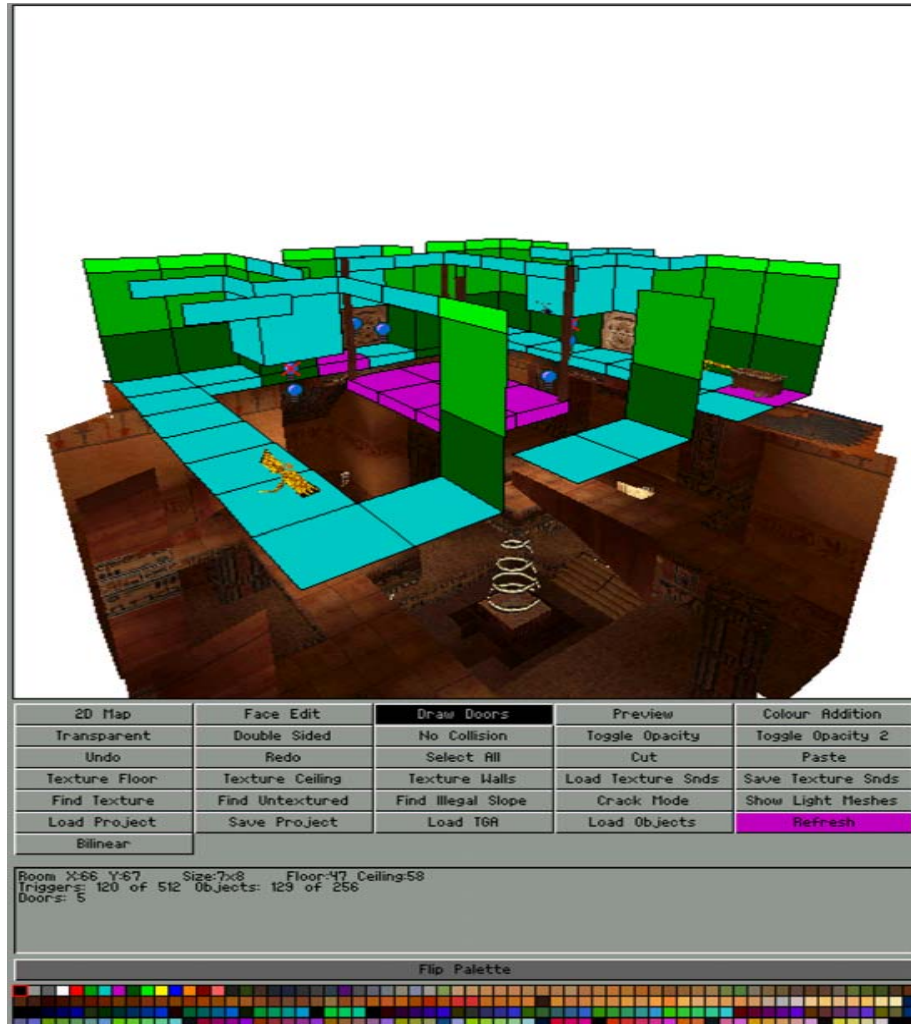 2D Map Face Edit Draw Doors Preview Colour Addition
Transparent Double Sided No Collision Toggle Opacity Toggle Opacity 2
Undo Redo Select All Cut Paste
Texture Floor Texture Ceiling Texture Walls Load Texture Snds Save Texture Snds
Find Texture Find Untextured Find Illegal Slope Crack Mode Show Light Meshes
Load Project Save Project Load TGA Load Objects Refresh
Bilinear
Room X:66 Y:67 Size:7x8 Floor:47 Ceiling:58
Triggers: 120 of 512 Objects: 129 of 256
Doors: 5
Flip Palette